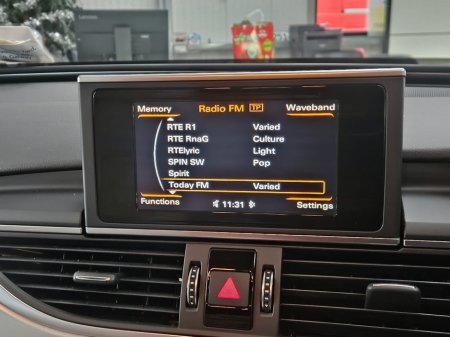 Lenovo
Memory Radio FM TP Waveband
RTE R1 Varied
RTE RnaG Culture
RTElyric Light
SPIN SW Pop
Spirit
Today FM Varied
Functions 11:31 Settings